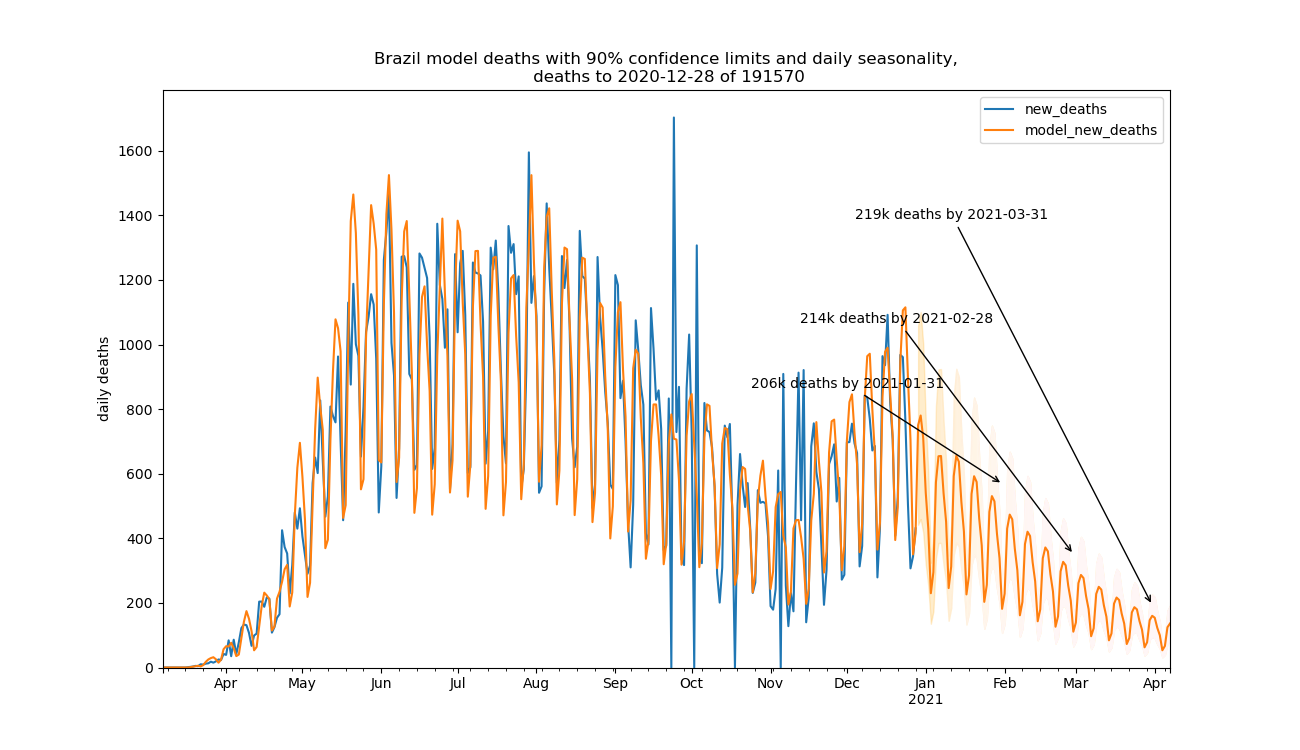 Brazil model deaths with 90% confidence limits and daily seasonality,
deaths to 2020-12-28 of 191570
new_deaths
model_new_deaths
daily deaths
1600
1400
1200
1000
800
600
400
200
0
219k deaths by 2021-03-31
214k deaths by 2021-02-28
206k deaths by 2021-01-31
Apr May Jun Jul Aug Sep Oct Nov Dec Jan Feb Mar Apr
2021